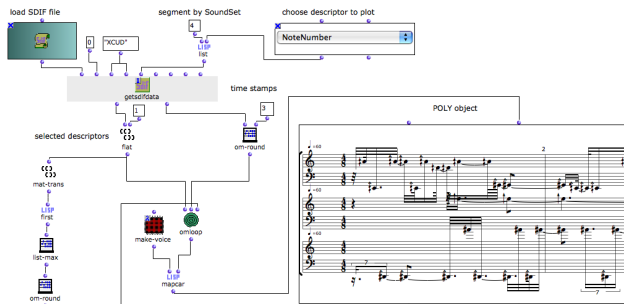 load SDIF file
segment by SoundSet
choose descriptor to plot
4
0
"XCUD"
LISP
list
NoteNumber
getsdifdata
time stamps
1
3
POLY object
selected descriptors
flat
om-round
2
=60
mat-trans
LISP
first
=60
make-voice
omloop
list-max
=60
LISP
mapcar
7
om-round
7